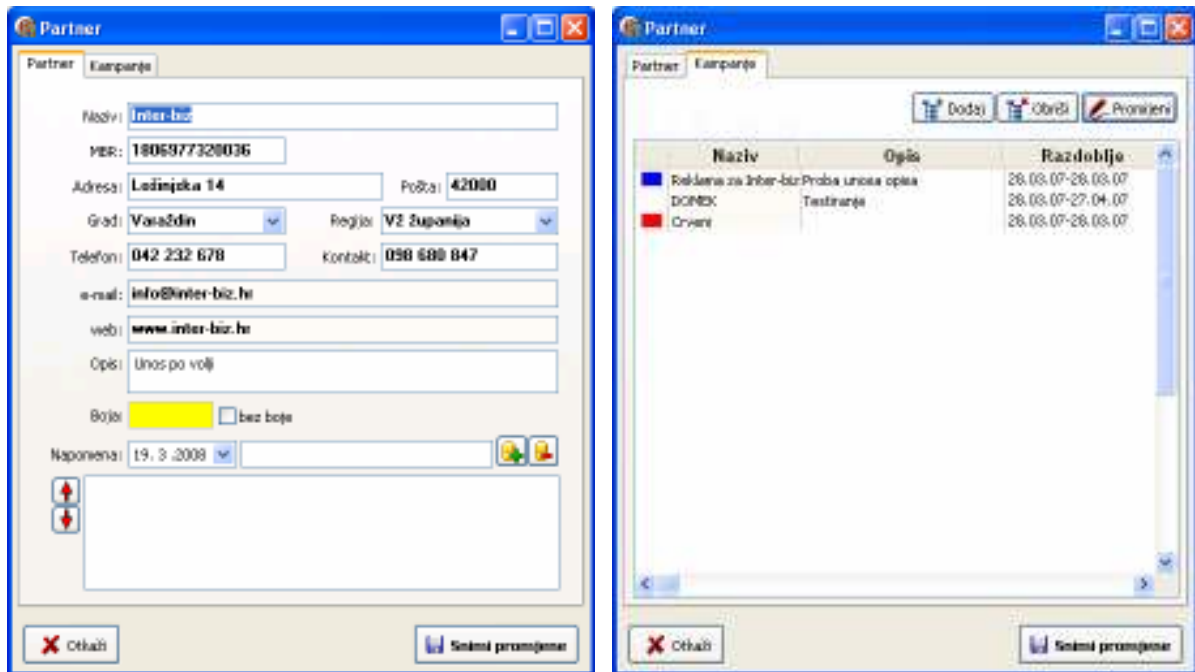 Partner
Partner Kampanje
Naziv: Inter-biz
MBR: 1806977320036
Adresa: Lošinjska 14 Pošta: 42000
Grad: Varaždin Regija: VŽ županija
Telefon: 042 232 678 Kontakt: 098 680 847
e-mail: info@inter-biz.hr
web: www.inter-biz.hr
Opis: Unos po volji
Boja: bez boje
Napomena: 19. 3 .2008
Otkaži Snimi promjene
Partner
Partner Kampanje
Dodaj Obriši Promijeni
Naziv Opis Razdoblje
Reklama za Inter-biz Proba unosa opisa 28.03.07-28.03.07
DOMEK Testiranje 28.03.07-27.04.07
Crveni 28.03.07-28.03.07
Otkaži Snimi promjene